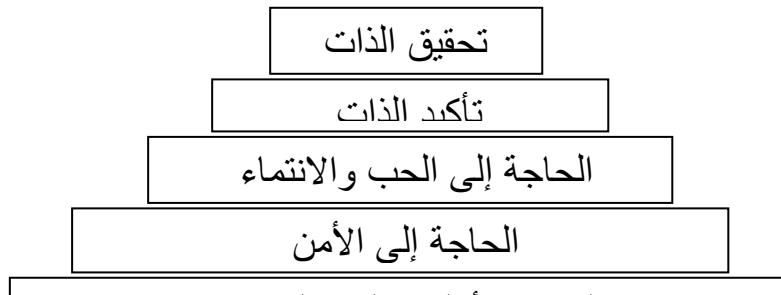 تحقيق الذات
تأكيد الذات
الحاجة إلى الحب والانتماء
الحاجة إلى الأمن